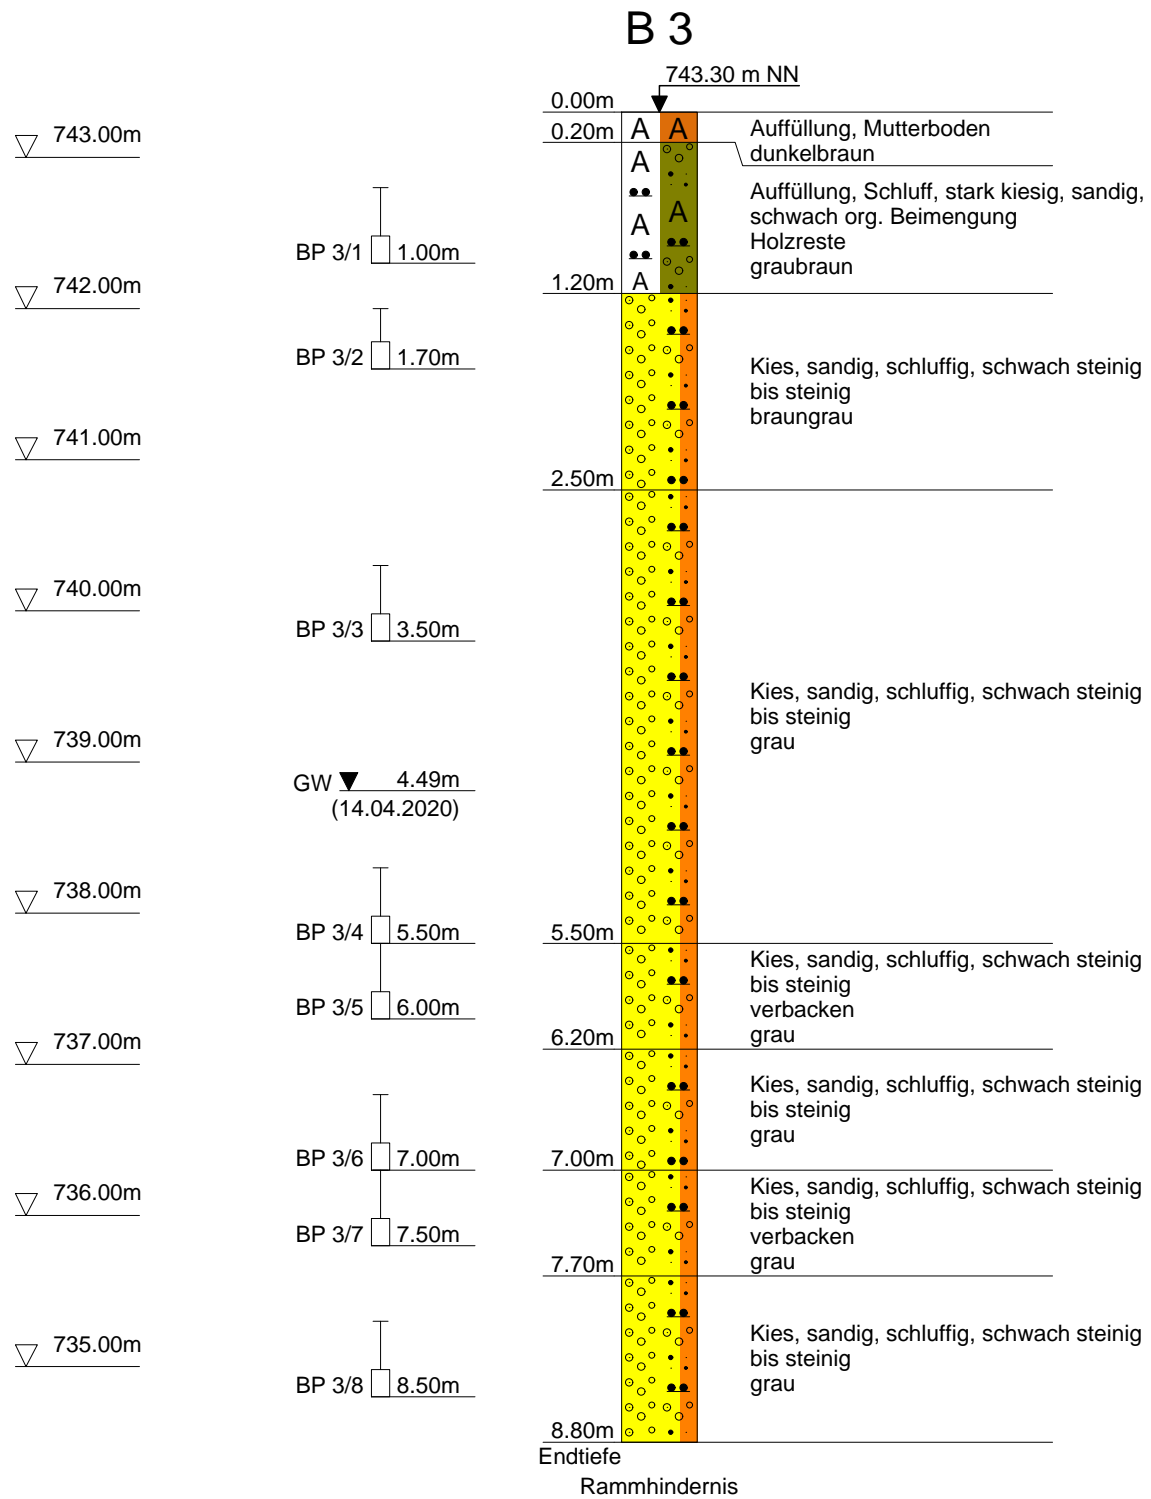 B 3
743.30 m NN
0.00m
0.20m
A A
A
A
A
A
Auffüllung, Mutterboden
dunkelbraun
743.00m
Auffüllung, Schluff, stark kiesig, sandig,
schwach org. Beimengung
Holzreste
graubraun
BP 3/1 1.00m
1.20m
742.00m
BP 3/2 1.70m
Kies, sandig, schluffig, schwach steinig
bis steinig
braungrau
741.00m
2.50m
740.00m
BP 3/3 3.50m
Kies, sandig, schluffig, schwach steinig
bis steinig
grau
739.00m
GW 4.49m
(14.04.2020)
738.00m
BP 3/4 5.50m
5.50m
Kies, sandig, schluffig, schwach steinig
bis steinig
verbacken
grau
BP 3/5 6.00m
6.20m
737.00m
Kies, sandig, schluffig, schwach steinig
bis steinig
grau
BP 3/6 7.00m
7.00m
736.00m
Kies, sandig, schluffig, schwach steinig
bis steinig
verbacken
grau
BP 3/7 7.50m
7.70m
735.00m
Kies, sandig, schluffig, schwach steinig
bis steinig
grau
BP 3/8 8.50m
8.80m
Endtiefe
Rammhindernis